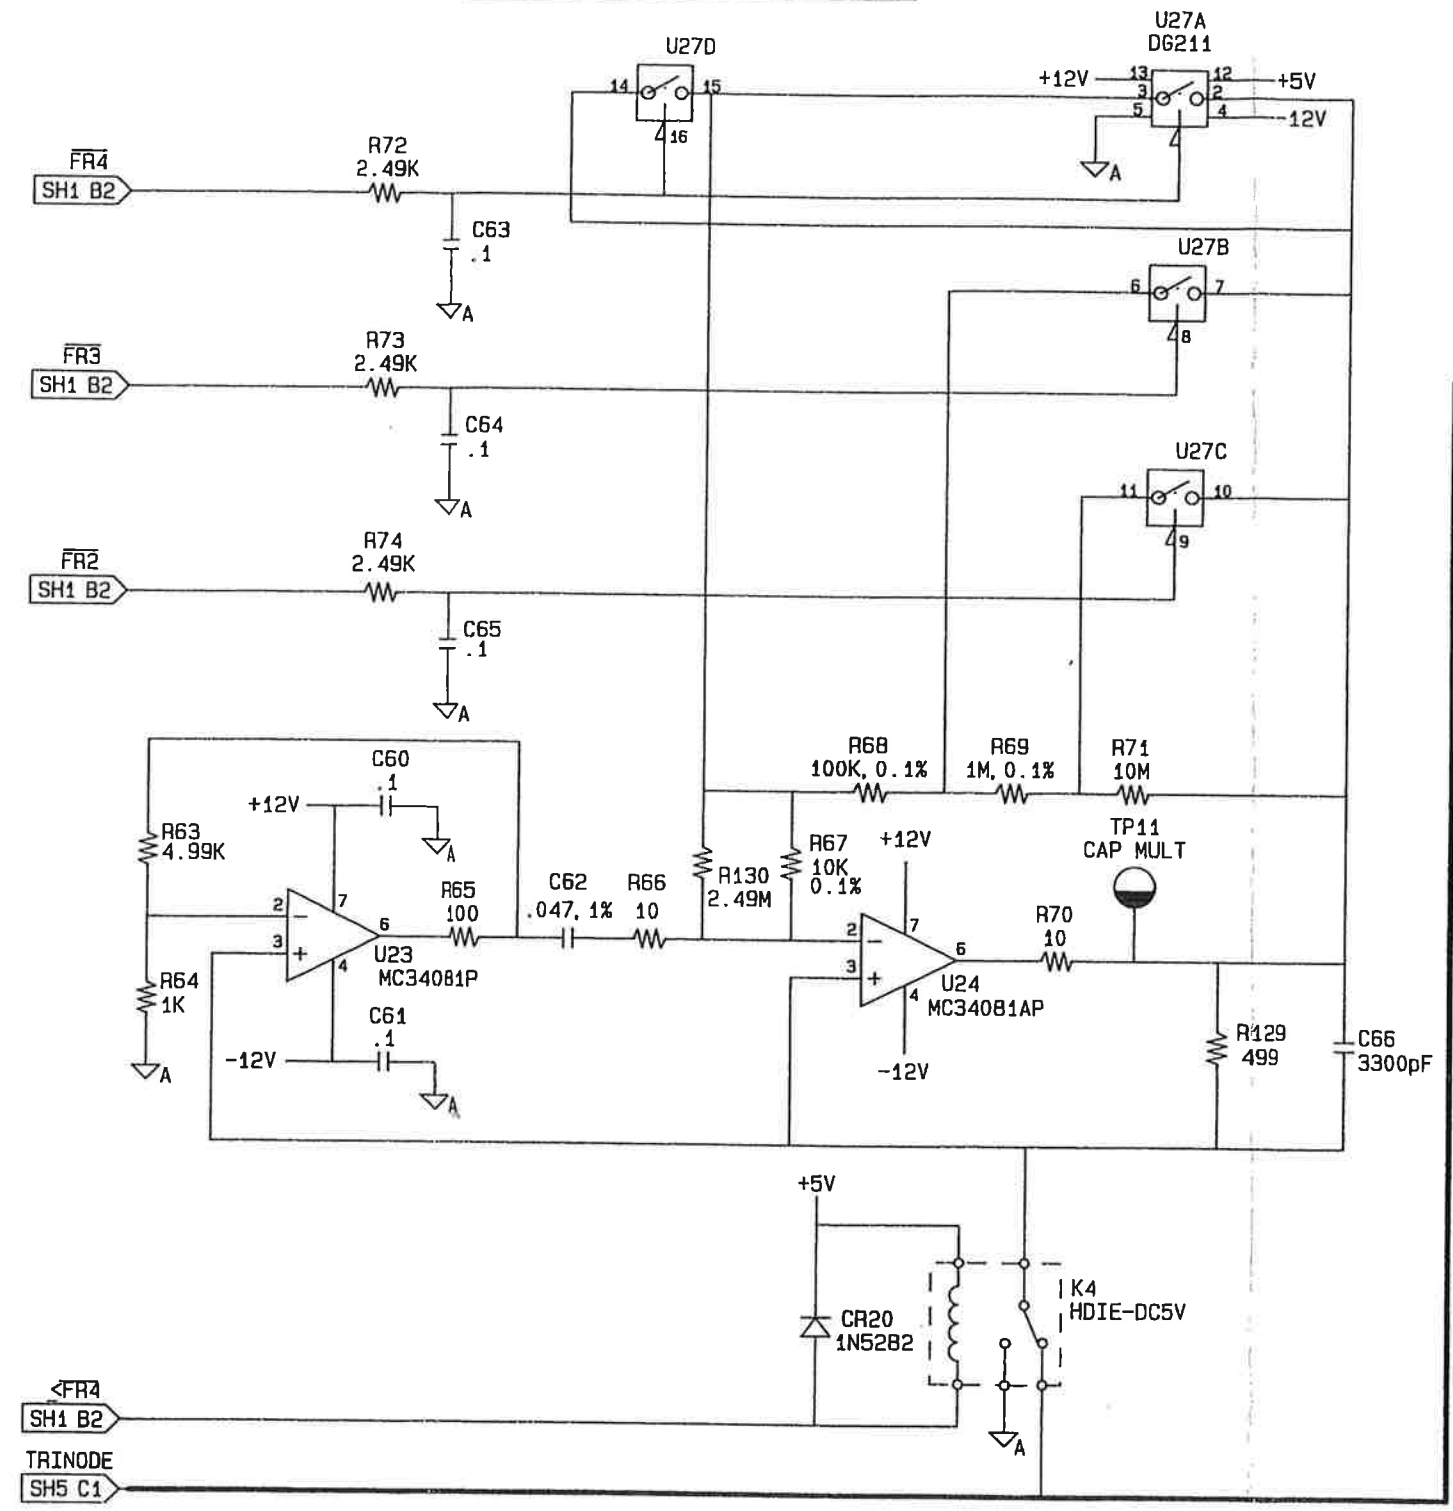 U27A
DG211
U27D
+12V 13 12 +5V
14 15 3 2
5 4 -12V
16
A
R72
2.49K
FR4
SH1 B2
C63
.1
A
U27B
6 7
8
R73
2.49K
FR3
SH1 B2
C64
.1
A
U27C
11 10
9
R74
2.49K
FR2
SH1 B2
C65
.1
A
R68
100K, 0.1%
R69
1M, 0.1%
R71
10M
C60
.1
+12V
A
R63
4.99K
TP11
CAP MULT
R67
10K
0.1%
+12V
R130
2.49M
R65
100
C62
.047, 1%
R66
10
R70
10
2 - 7
3 + 6
4
U23
MC34081P
2 - 7
3 + 6
4
U24
MC34081AP
R64
1K
A
C61
.1
-12V
A
-12V
R129
499
C66
3300pF
+5V
K4
HDIE-DC5V
CR20
1N5282
A
<FR4
SH1 B2
TRINODE
SH5 C1